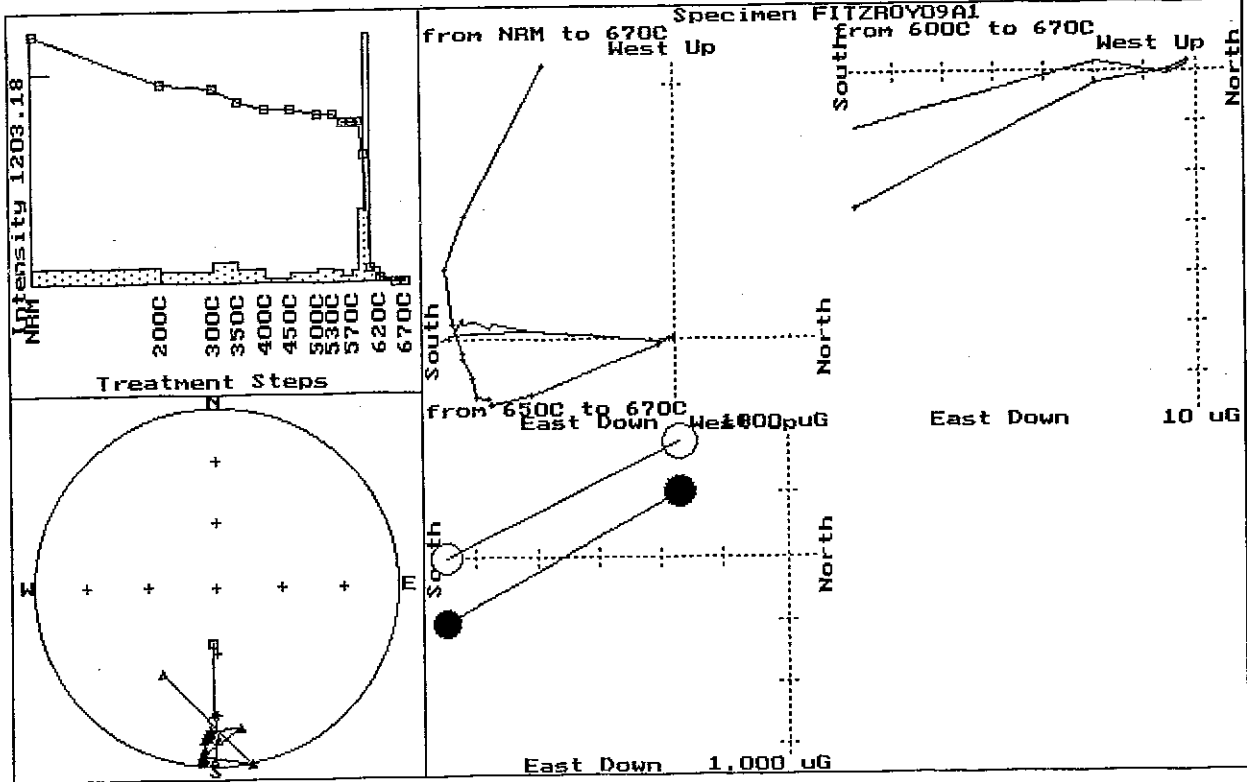 Specimen FITZROY09A1
Intensity 1203.18
NRM
200C
300C
350C
400C
450C
500C
530C
570C
620C
670C
Treatment Steps
N
W
E
S
from NRM to 670C
West Up
South
North
East Down
from 600C to 670C
West Up
South
North
East Down 10 uG
from 650C to 670C
South
North
East Down 1,000 uG